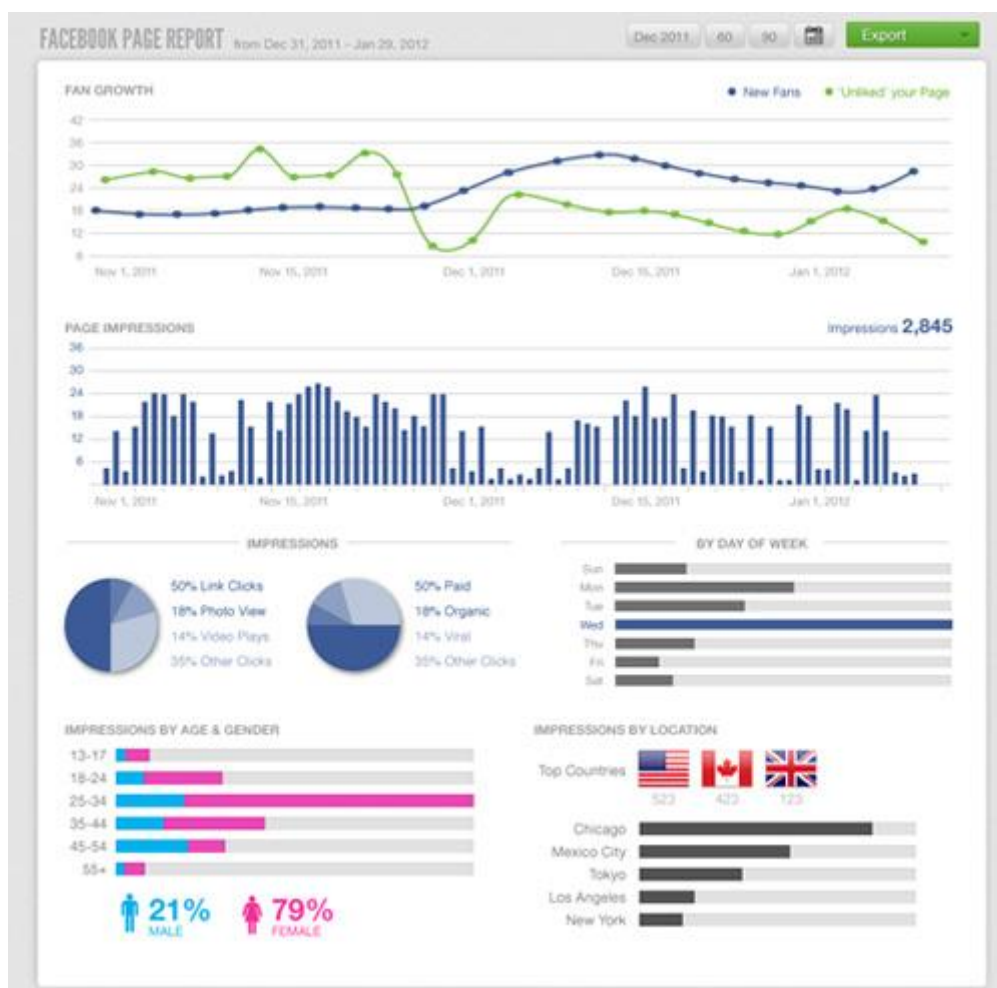 FACEBOOK PAGE REPORT from Dec 31, 2011 - Jan 29, 2012 Dec 2011 60 90 Export
FAN GROWTH New Fans 'Unliked' your Page
42
36
30
24
18
12
6
Nov 1, 2011 Nov 15, 2011 Dec 1, 2011 Dec 15, 2011 Jan 1, 2012
PAGE IMPRESSIONS Impressions 2,845
36
30
24
18
12
6
Nov 1, 2011 Nov 15, 2011 Dec 1, 2011 Dec 15, 2011 Jan 1, 2012
IMPRESSIONS
50% Link Clicks
18% Photo View
14% Video Plays
35% Other Clicks
50% Paid
18% Organic
14% Viral
35% Other Clicks
BY DAY OF WEEK
Sun
Mon
Tue
Wed
Thu
Fri
Sat
IMPRESSIONS BY AGE & GENDER
13-17
18-24
25-34
35-44
45-54
55+
21% 79%
MALE FEMALE
IMPRESSIONS BY LOCATION
Top Countries
523 423 123
Chicago
Mexico City
Tokyo
Los Angeles
New York